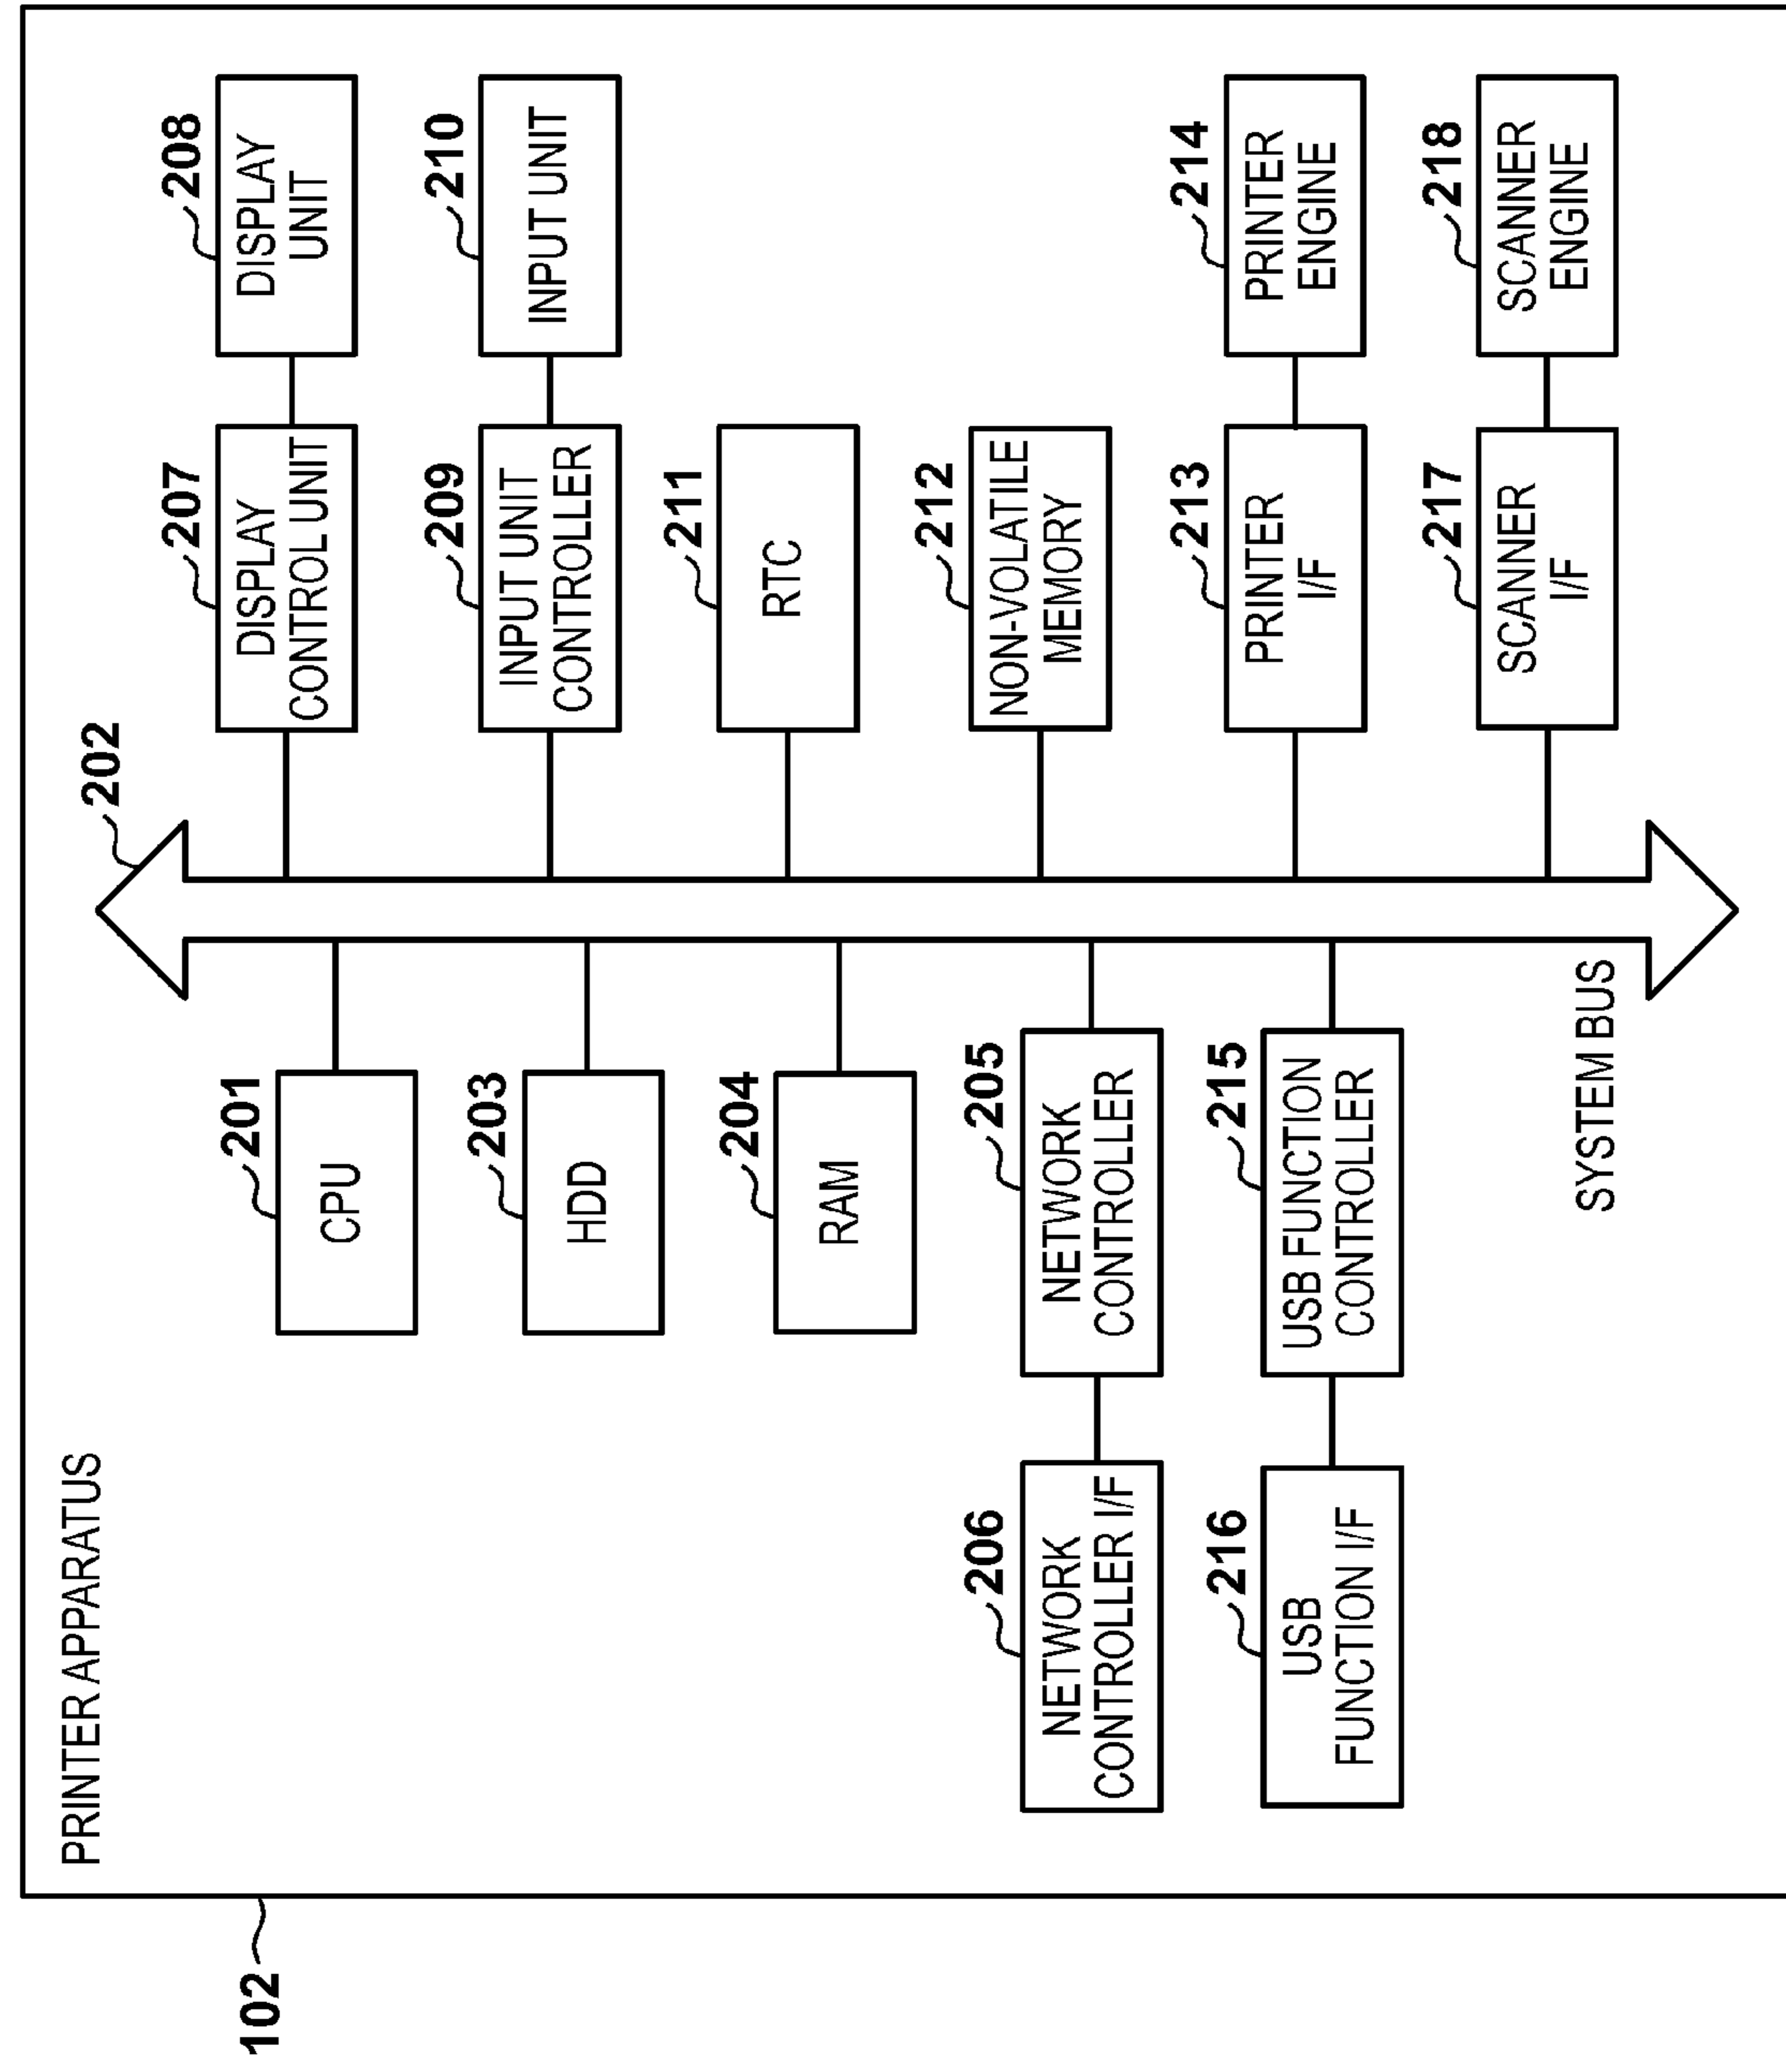 102
PRINTER APPARATUS
202
201
CPU
203
HDD
204
RAM
206
NETWORK
CONTROLLER I/F
205
NETWORK
CONTROLLER
216
USB
FUNCTION I/F
215
USB FUNCTION
CONTROLLER
SYSTEM BUS
207
DISPLAY
CONTROL UNIT
208
DISPLAY
UNIT
209
INPUT UNIT
CONTROLLER
210
INPUT UNIT
211
RTC
212
NON-VOLATILE
MEMORY
213
PRINTER
I/F
214
PRINTER
ENGINE
217
SCANNER
I/F
218
SCANNER
ENGINE